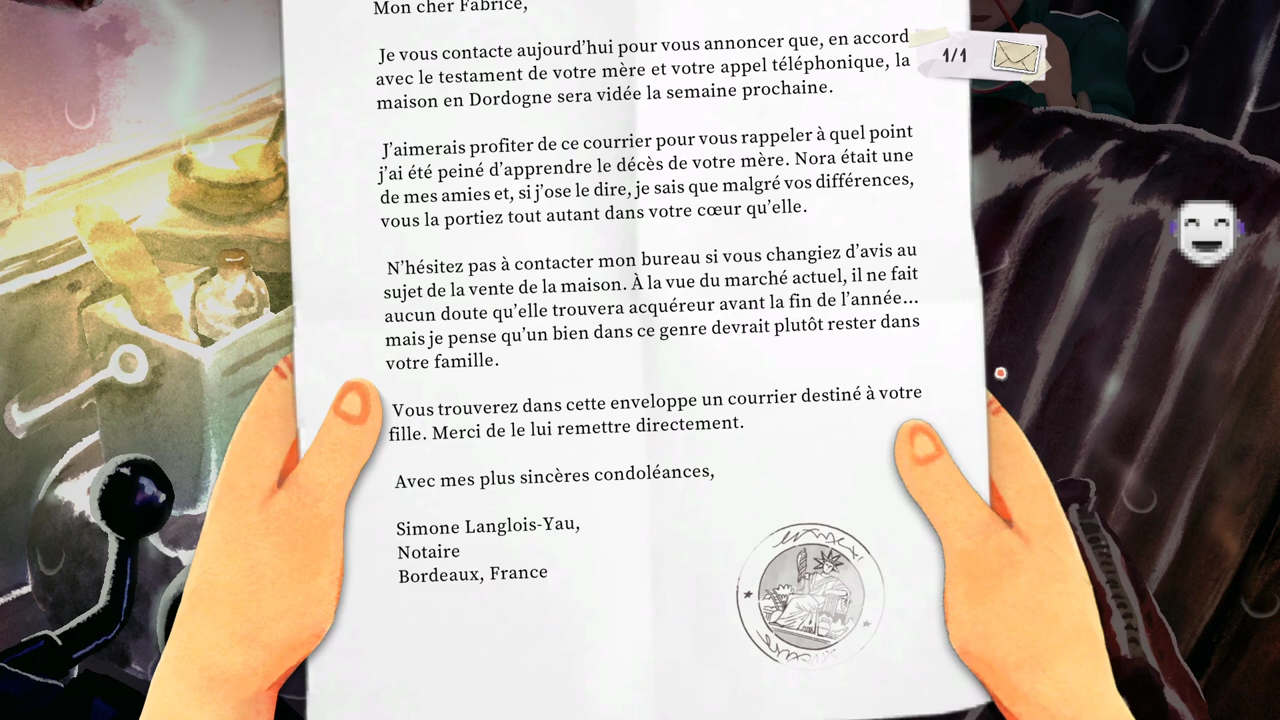 Mon cher Fabrice,
Je vous contacte aujourd’hui pour vous annoncer que, en accord
avec le testament de votre mère et votre appel téléphonique, la
maison en Dordogne sera vidée la semaine prochaine.
1/1
J’aimerais profiter de ce courrier pour vous rappeler à quel point
j’ai été peiné d’apprendre le décès de votre mère. Nora était une
de mes amies et, si j’ose le dire, je sais que malgré vos différences,
vous la portiez tout autant dans votre cœur qu’elle.
N’hésitez pas à contacter mon bureau si vous changiez d’avis au
sujet de la vente de la maison. À la vue du marché actuel, il ne fait
aucun doute qu’elle trouvera acquéreur avant la fin de l’année...
mais je pense qu’un bien dans ce genre devrait plutôt rester dans
votre famille.
Vous trouverez dans cette enveloppe un courrier destiné à votre
fille. Merci de le lui remettre directement.
Avec mes plus sincères condoléances,
Simone Langlois-Yau,
Notaire
Bordeaux, France